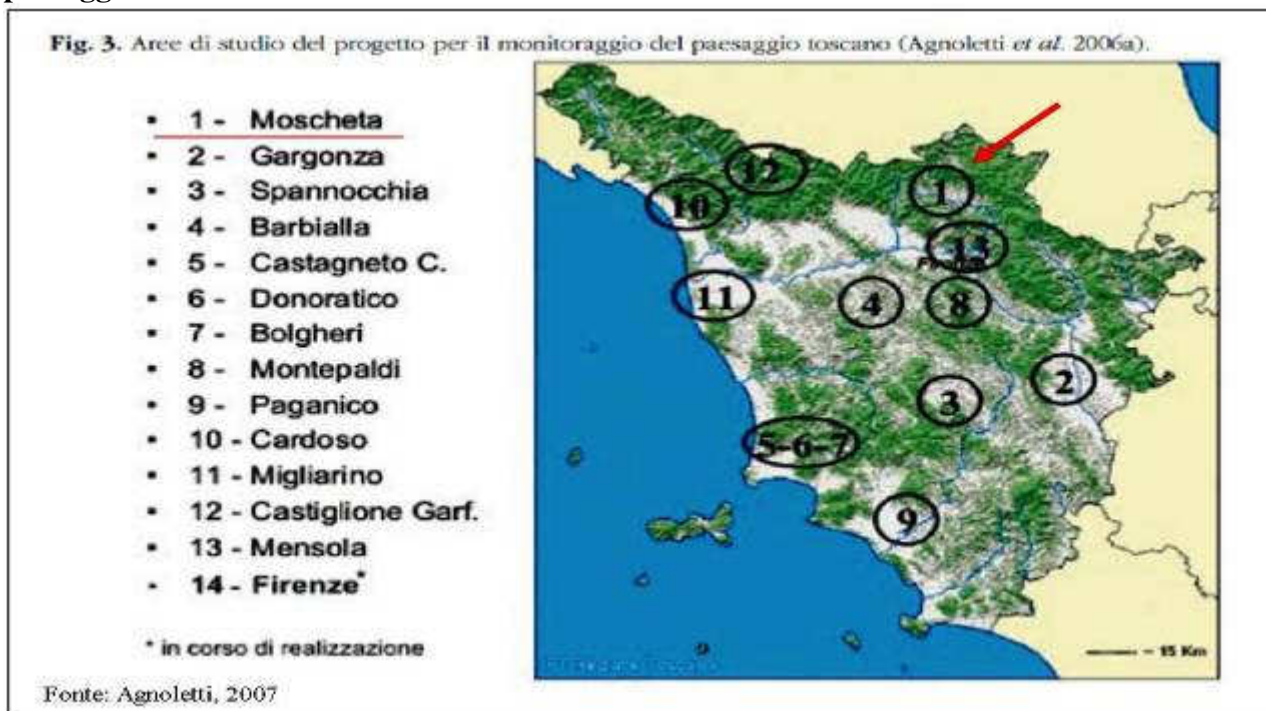 Fig. 3. Aree di studio del progetto per il monitoraggio del paesaggio toscano (Agnoletti et al. 2006a).
• 1 - Moscheta
• 2 - Gargonza
• 3 - Spannocchia
• 4 - Barbialla
• 5 - Castagneto C.
• 6 - Donoratico
• 7 - Bolgheri
• 8 - Montepaldi
• 9 - Paganico
• 10 - Cardoso
• 11 - Migliarino
• 12 - Castiglione Garf.
• 13 - Mensola
• 14 - Firenze*
* in corso di realizzazione
Fonte: Agnoletti, 2007
12
1
10
13
Firenze
11
4
8
2
3
5-6-7
9
15 Km